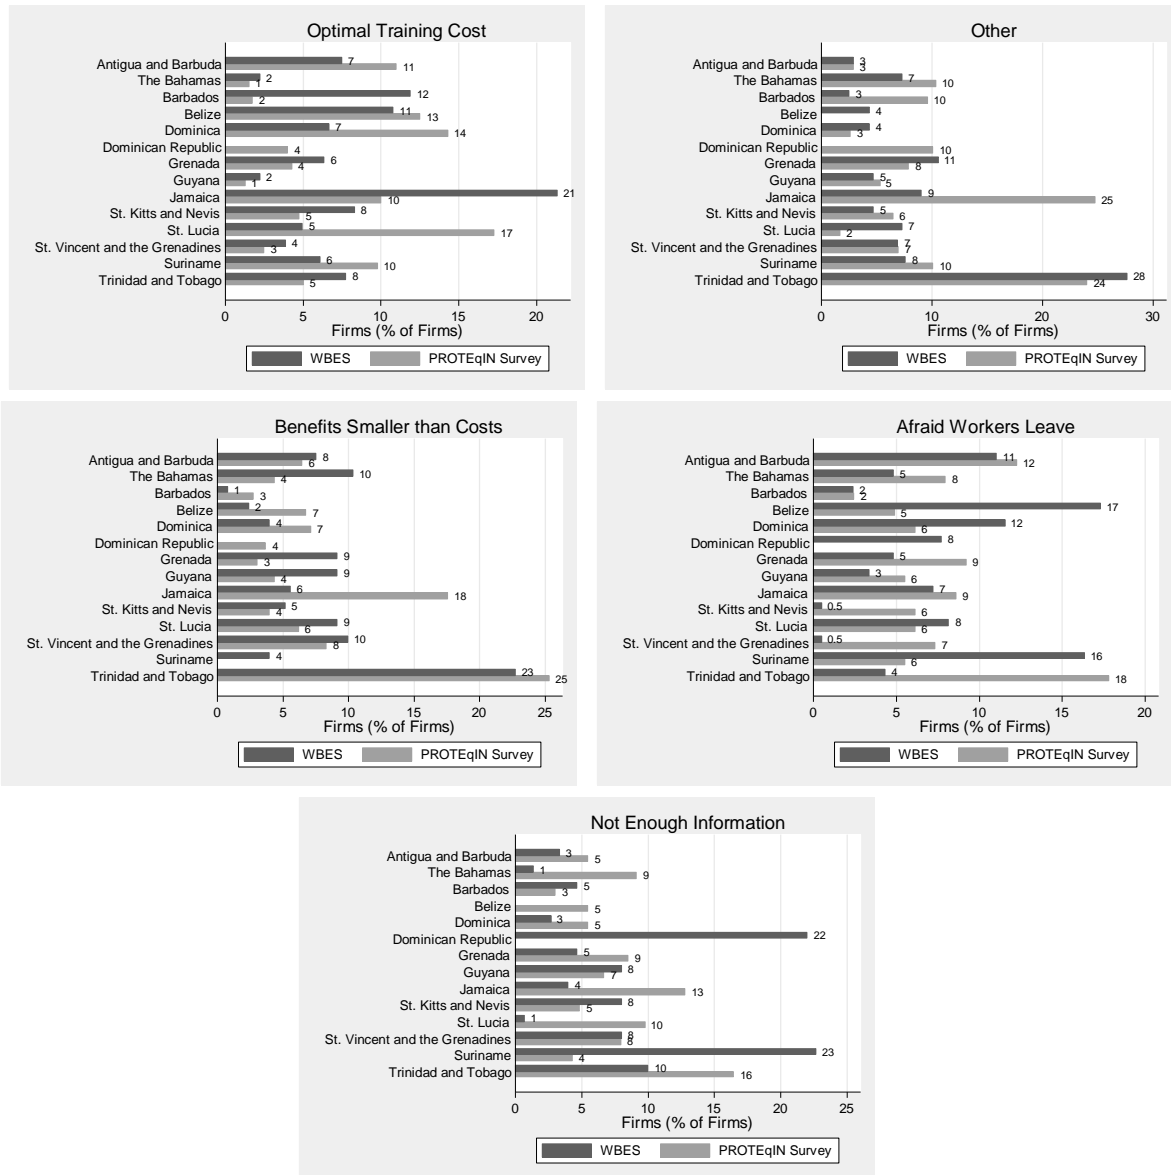 Optimal Training Cost
Antigua and Barbuda 7 11
The Bahamas 2 1
Barbados 12 2
Belize 11 13
Dominica 7 14
Dominican Republic 4
Grenada 6 4
Guyana 2 1
Jamaica 21 10
St. Kitts and Nevis 8 5
St. Lucia 5 17
St. Vincent and the Grenadines 4 3
Suriname 6 10
Trinidad and Tobago 8 5
0 5 10 15 20
Firms (% of Firms)
WBES PROTEqIN Survey
Other
Antigua and Barbuda 3 3
The Bahamas 7 10
Barbados 3 10
Belize 4
Dominica 4 3
Dominican Republic 10
Grenada 11 8
Guyana 5 5
Jamaica 9 25
St. Kitts and Nevis 5 6
St. Lucia 7 2
St. Vincent and the Grenadines 7 7
Suriname 8 10
Trinidad and Tobago 28 24
0 10 20 30
Firms (% of Firms)
WBES PROTEqIN Survey
Benefits Smaller than Costs
Antigua and Barbuda 8 6
The Bahamas 10 4
Barbados 1 3
Belize 2 7
Dominica 4 7
Dominican Republic 4
Grenada 9 3
Guyana 9 4
Jamaica 6 18
St. Kitts and Nevis 5 4
St. Lucia 9 6
St. Vincent and the Grenadines 10 8
Suriname 4
Trinidad and Tobago 23 25
0 5 10 15 20 25
Firms (% of Firms)
WBES PROTEqIN Survey
Afraid Workers Leave
Antigua and Barbuda 11 12
The Bahamas 5 8
Barbados 2 2
Belize 17 5
Dominica 12 6
Dominican Republic 8
Grenada 5 9
Guyana 3 6
Jamaica 7 9
St. Kitts and Nevis 0.5 6
St. Lucia 8 6
St. Vincent and the Grenadines 0.5 7
Suriname 16 6
Trinidad and Tobago 4 18
0 5 10 15 20
Firms (% of Firms)
WBES PROTEqIN Survey
Not Enough Information
Antigua and Barbuda 3 5
The Bahamas 1 9
Barbados 5 3
Belize 5
Dominica 3 5
Dominican Republic 22
Grenada 5 9
Guyana 8 7
Jamaica 4 13
St. Kitts and Nevis 8 5
St. Lucia 1 10
St. Vincent and the Grenadines 8 8
Suriname 23 4
Trinidad and Tobago 10 16
0 5 10 15 20 25
Firms (% of Firms)
WBES PROTEqIN Survey